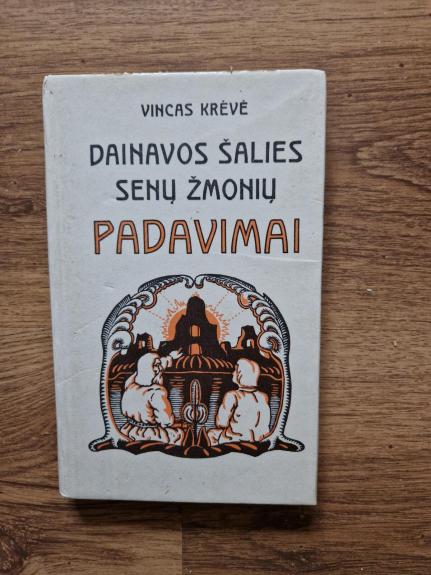 VINCAS KRĖVĖ
DAINAVOS ŠALIES
SENŲ ŽMONIŲ
PADAVIMAI